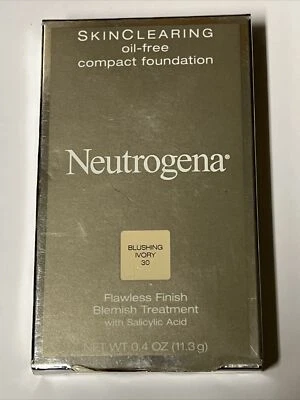 SKINCLEARING
oil-free
compact foundation
Neutrogena®
BLUSHING
IVORY
30
Flawless Finish
Blemish Treatment
with Salicylic Acid
NET WT 0.4 OZ (11.3g)